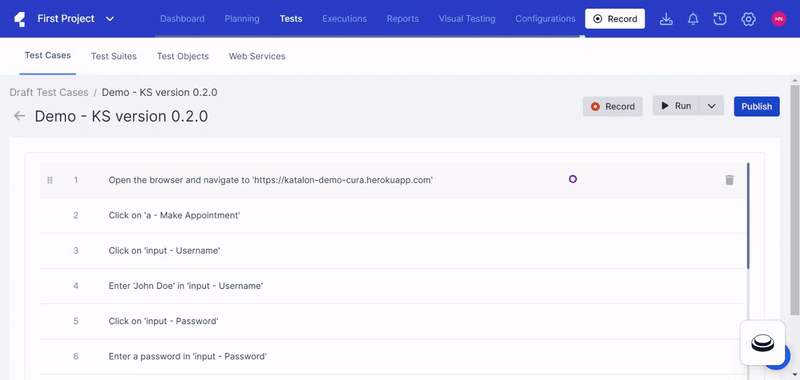 First Project Dashboard Planning Tests Executions Reports Visual Testing Configurations Record NN
Test Cases Test Suites Test Objects Web Services
Draft Test Cases / Demo - KS version 0.2.0
Demo - KS version 0.2.0 Record Run Publish
1 Open the browser and navigate to 'https://katalon-demo-cura.herokuapp.com'
2 Click on 'a - Make Appointment'
3 Click on 'input - Username'
4 Enter 'John Doe' in 'input - Username'
5 Click on 'input - Password'
6 Enter a password in 'input - Password'